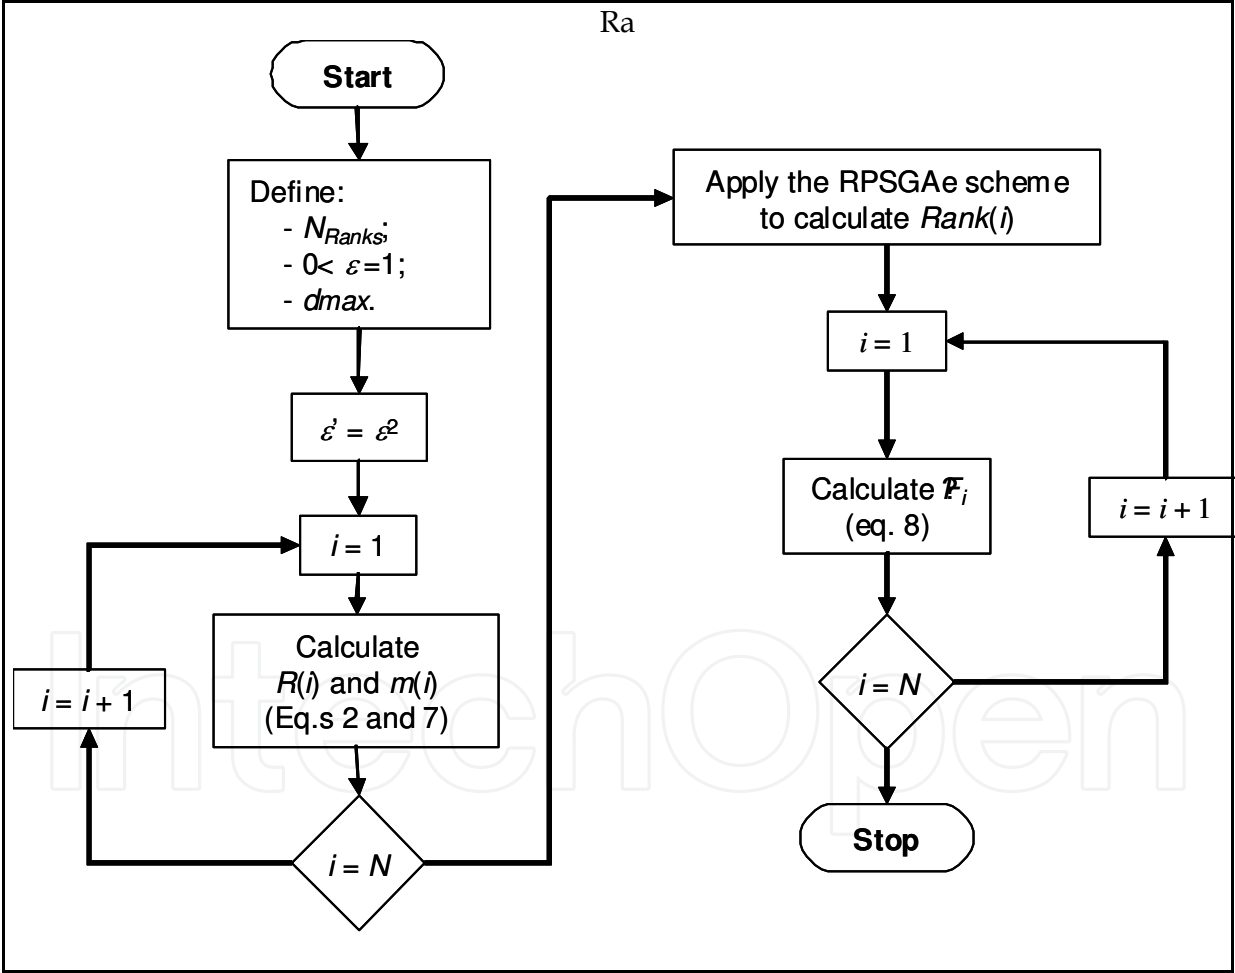 Ra
Start
Define:
- N_Ranks;
- 0< ε=1;
- dmax.
ε' = ε²
i = 1
Calculate
R(i) and m(i)
(Eq.s 2 and 7)
i = i + 1
i = N
Apply the RPSGAe scheme
to calculate Rank(i)
i = 1
Calculate
(eq. 8)
i = i + 1
i = N
Stop
IntechOpen